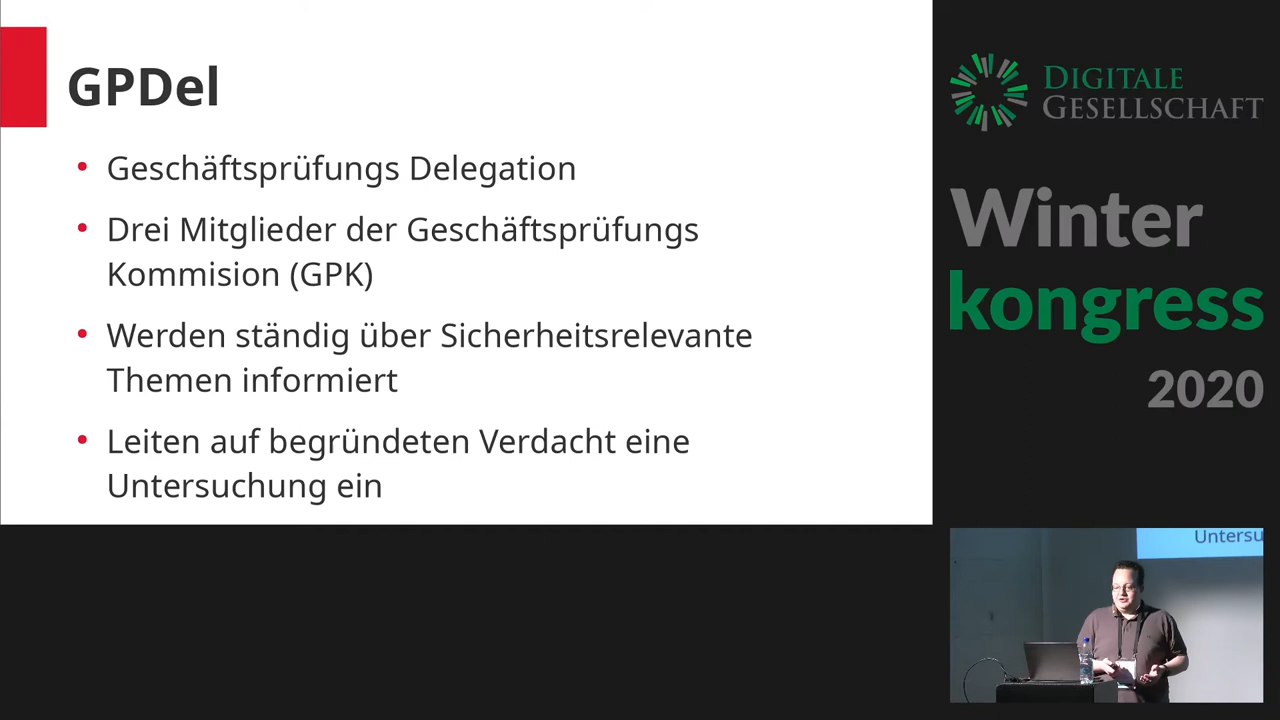 GPDel
• Geschäftsprüfungs Delegation
• Drei Mitglieder der Geschäftsprüfungs
Kommision (GPK)
• Werden ständig über Sicherheitsrelevante
Themen informiert
• Leiten auf begründeten Verdacht eine
Untersuchung ein
DIGITALE
GESELLSCHAFT
Winter
kongress
2020
Untersu